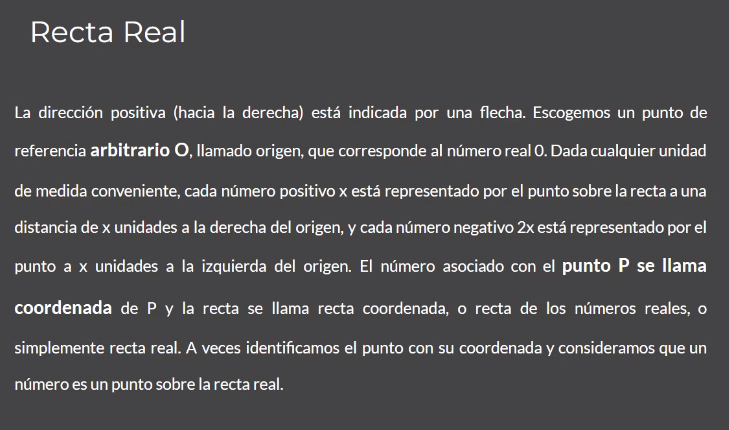 Recta Real
La dirección positiva (hacia la derecha) está indicada por una flecha. Escogemos un punto de
referencia arbitrario O, llamado origen, que corresponde al número real 0. Dada cualquier unidad
de medida conveniente, cada número positivo x está representado por el punto sobre la recta a una
distancia de x unidades a la derecha del origen, y cada número negativo 2x está representado por el
punto a x unidades a la izquierda del origen. El número asociado con el punto P se llama
coordenada de P y la recta se llama recta coordenada, o recta de los números reales, o
simplemente recta real. A veces identificamos el punto con su coordenada y consideramos que un
número es un punto sobre la recta real.